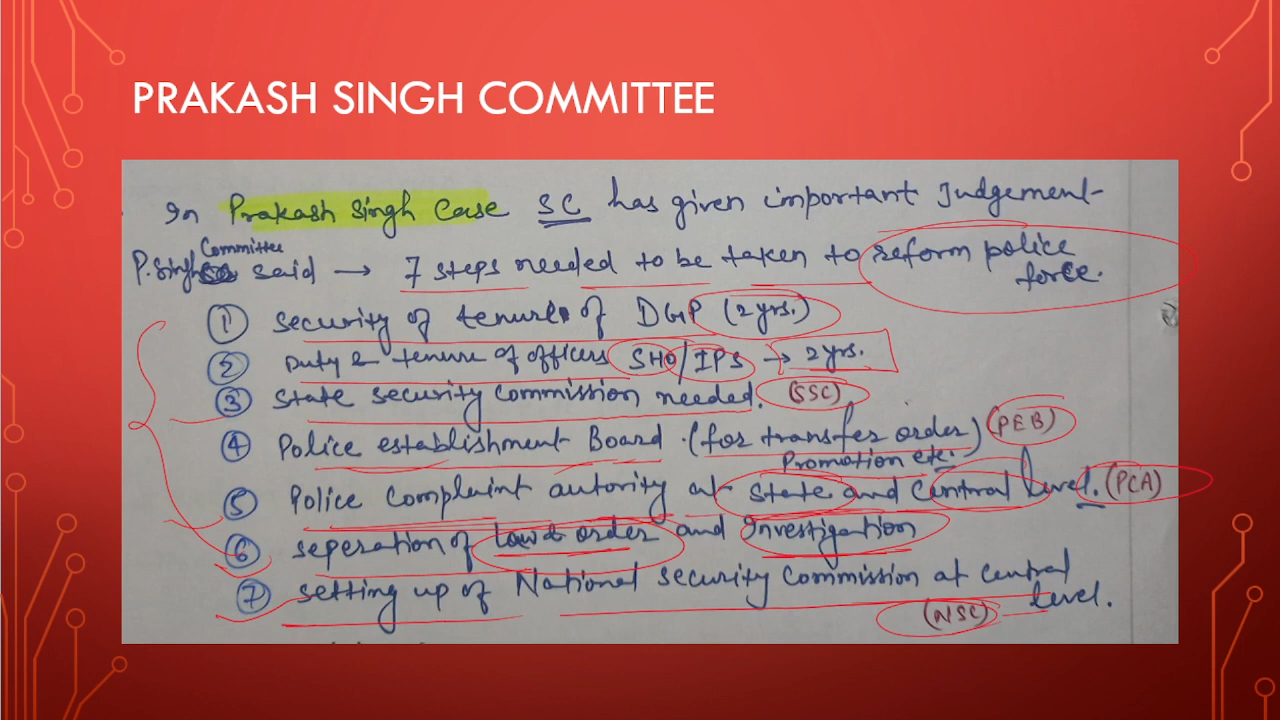 PRAKASH SINGH COMMITTEE
In Prakash Singh Case SC has given important Judgement-
Committee
P. Singh said → 7 steps needed to be taken to reform police
force.
① security of tenure of DGP (2 yrs.)
② Duty & tenure of officers SHO/IPS → 2 yrs.
③ State security commission needed. (SSC)
④ Police establishment Board (for transfer order) (PEB)
Promotion etc.
⑤ Police Complaint autority at State and Central level. (PCA)
⑥ seperation of law & order and Investigation
⑦ setting up of National security Commission at central
level.
(NSC)